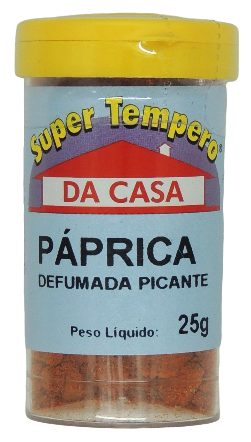 Super Tempero
DA CASA
PÁPRICA
DEFUMADA PICANTE
Peso Líquido: 25g